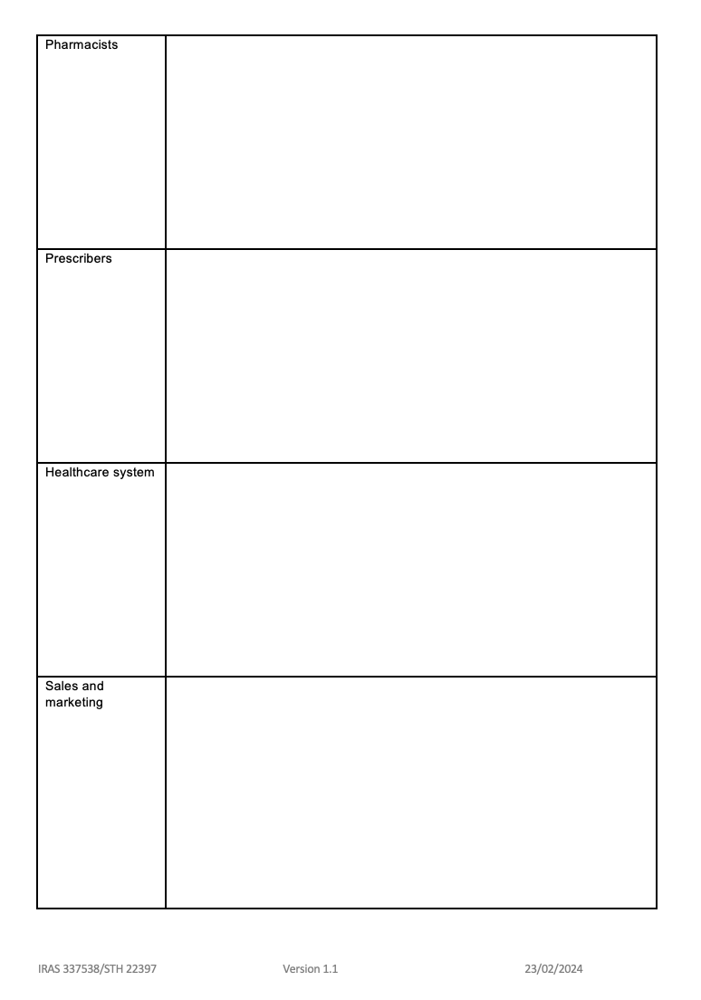 Pharmacists
Prescribers
Healthcare system
Sales and
marketing
IRAS 337538/STH 22397 Version 1.1 23/02/2024